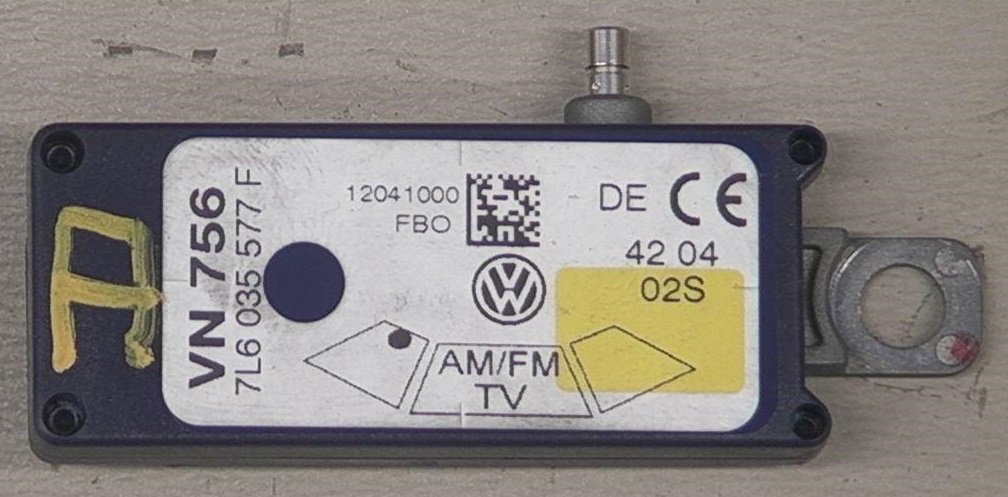 VN 756
7L6 035 577 F
12041000
FBO
DE CE
42 04
02S
AM/FM
TV